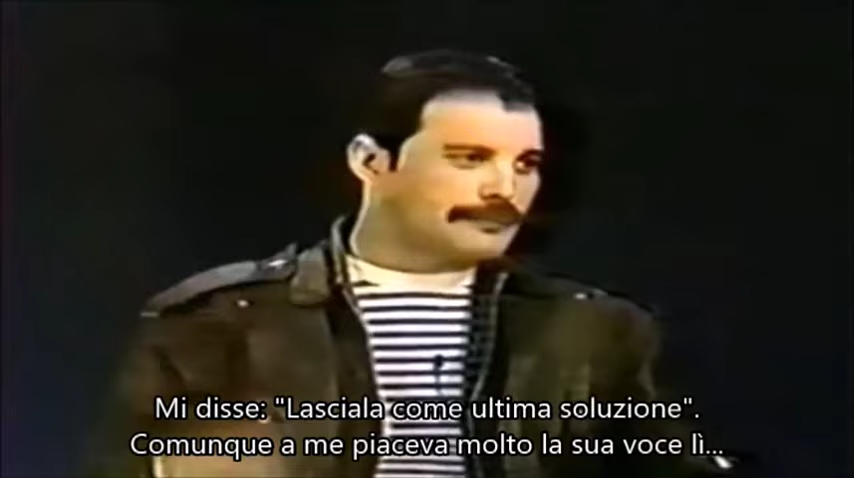 Mi disse: "Lasciala come ultima soluzione".
Comunque a me piaceva molto la sua voce lì...